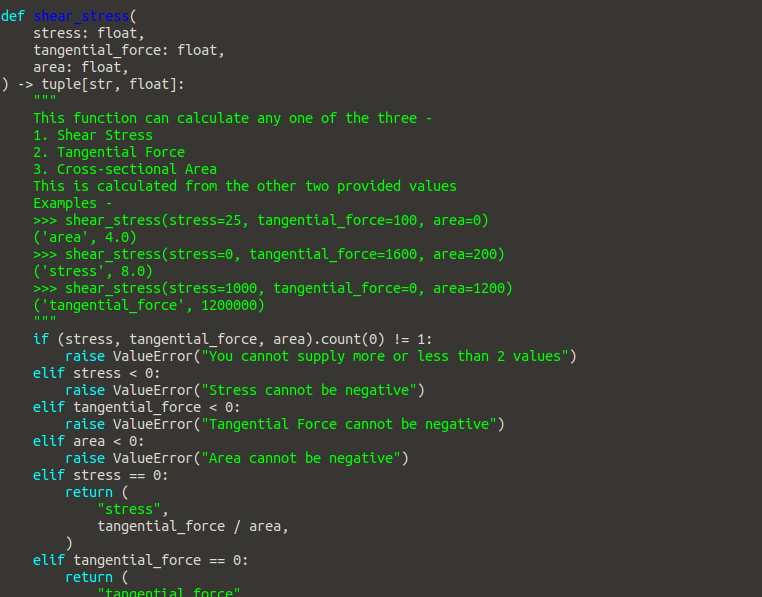 def shear_stress(
    stress: float,
    tangential_force: float,
    area: float,
) -> tuple[str, float]:
    """
    This function can calculate any one of the three -
    1. Shear Stress
    2. Tangential Force
    3. Cross-sectional Area
    This is calculated from the other two provided values
    Examples -
    >>> shear_stress(stress=25, tangential_force=100, area=0)
    ('area', 4.0)
    >>> shear_stress(stress=0, tangential_force=1600, area=200)
    ('stress', 8.0)
    >>> shear_stress(stress=1000, tangential_force=0, area=1200)
    ('tangential_force', 1200000)
    """
    if (stress, tangential_force, area).count(0) != 1:
        raise ValueError("You cannot supply more or less than 2 values")
    elif stress < 0:
        raise ValueError("Stress cannot be negative")
    elif tangential_force < 0:
        raise ValueError("Tangential Force cannot be negative")
    elif area < 0:
        raise ValueError("Area cannot be negative")
    elif stress == 0:
        return (
            "stress",
            tangential_force / area,
        )
    elif tangential_force == 0:
        return (
            "tangential_force"